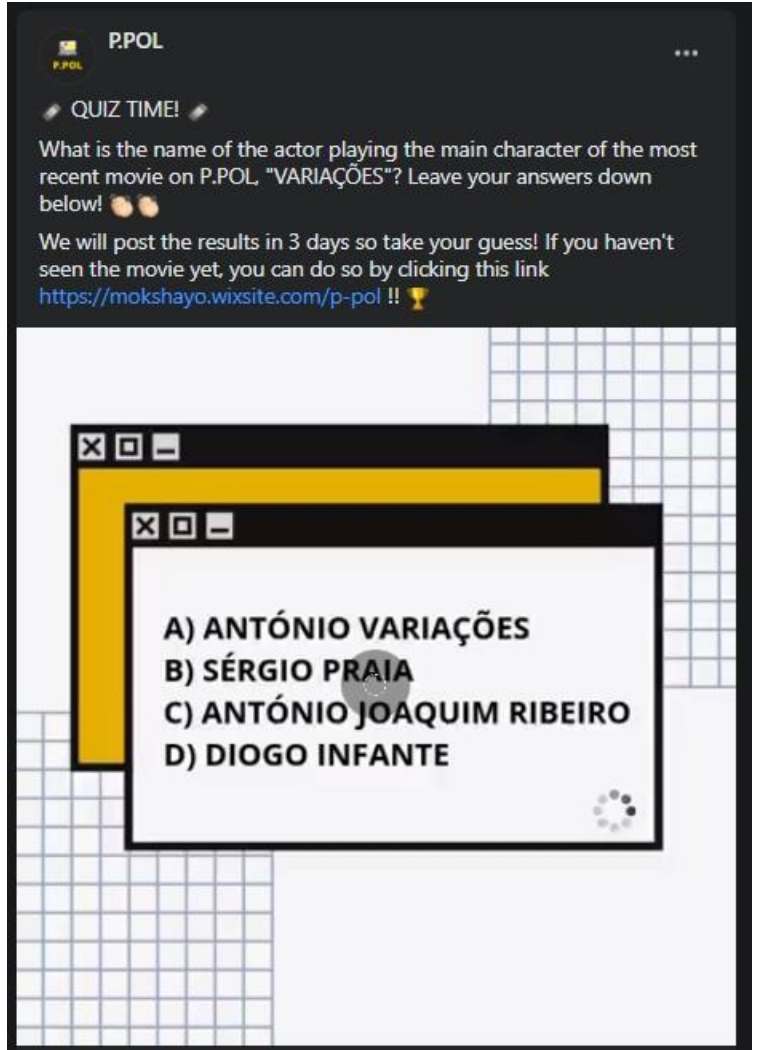 P.POL
P.POL
QUIZ TIME!
What is the name of the actor playing the main character of the most
recent movie on P.POL, "VARIAÇÕES"? Leave your answers down
below! 👏🏻👏🏻
We will post the results in 3 days so take your guess! If you haven't
seen the movie yet, you can do so by clicking this link
https://mokshayo.wixsite.com/p-pol !! 🏆
A) ANTÓNIO VARIAÇÕES
B) SÉRGIO PRAIA
C) ANTÓNIO JOAQUIM RIBEIRO
D) DIOGO INFANTE